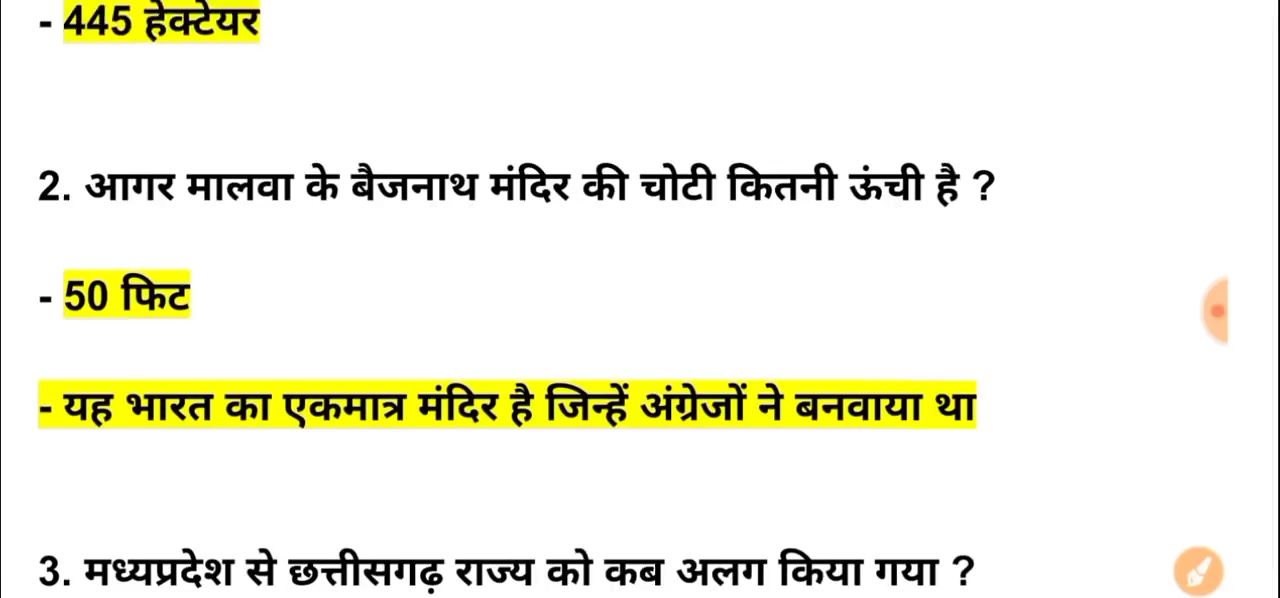 - 445 हेक्टेयर
2. आगर मालवा के बैजनाथ मंदिर की चोटी कितनी ऊंची है ?
- 50 फिट
- यह भारत का एकमात्र मंदिर है जिन्हें अंग्रेजों ने बनवाया था
3. मध्यप्रदेश से छत्तीसगढ़ राज्य को कब अलग किया गया ?